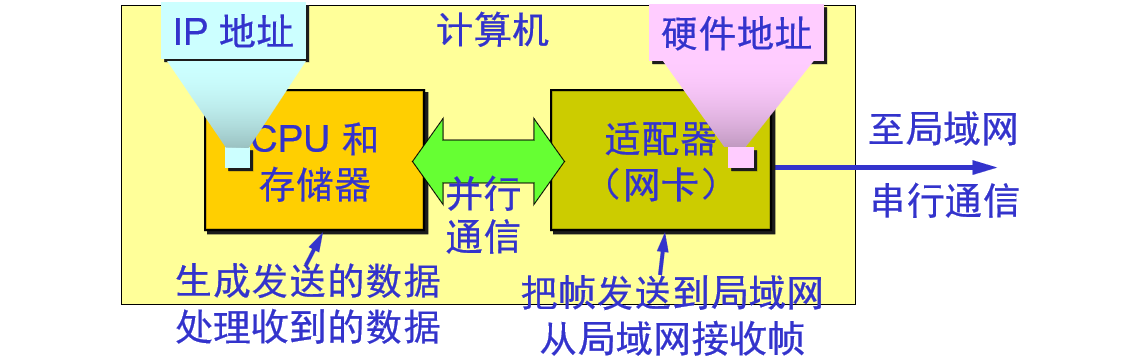 IP 地址
计算机
硬件地址
CPU 和
存储器
适配器
（网卡）
并行
通信
至局域网
串行通信
生成发送的数据
处理收到的数据
把帧发送到局域网
从局域网接收帧